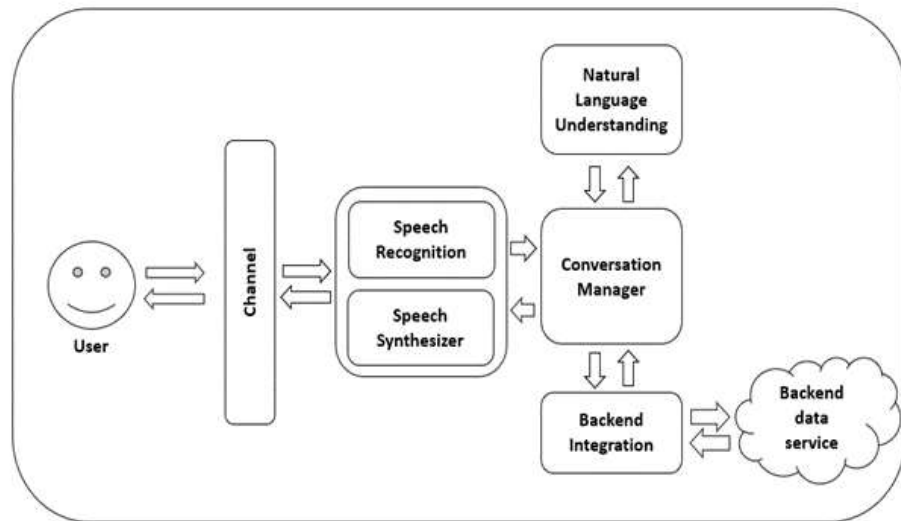 User
Channel
Speech
Recognition
Speech
Synthesizer
Natural
Language
Understanding
Conversation
Manager
Backend
Integration
Backend
data
service